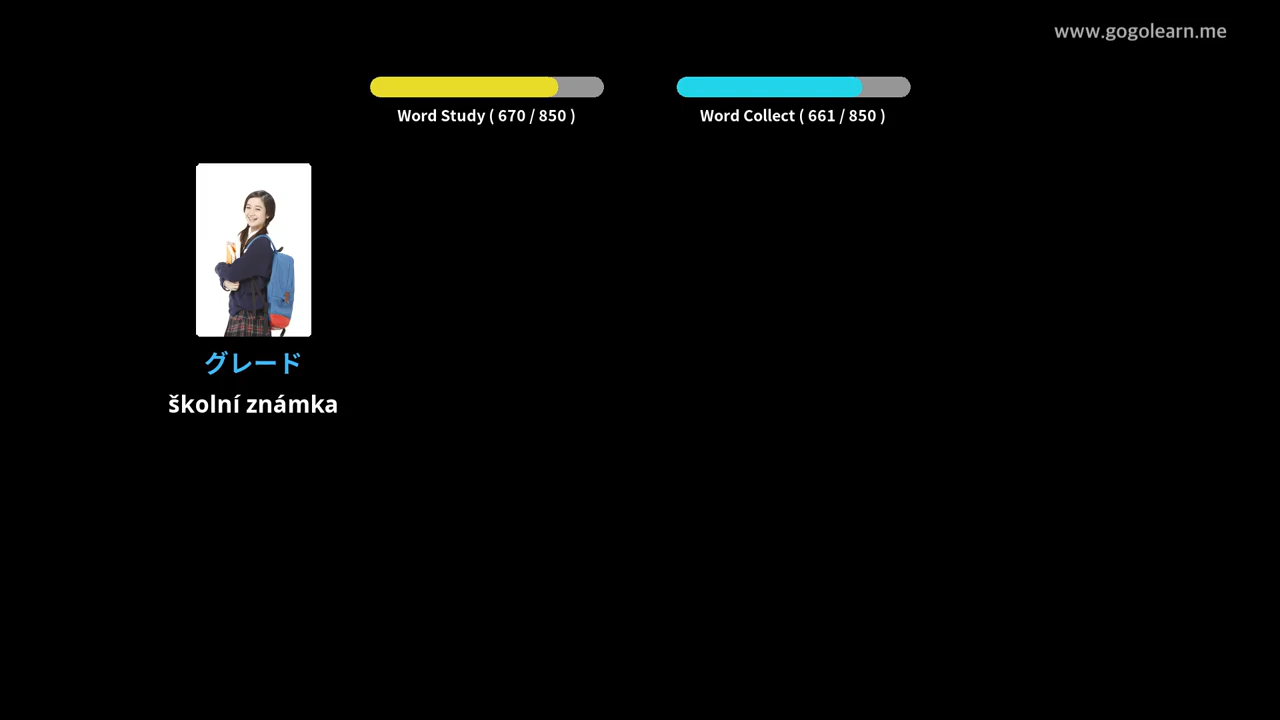 www.gogolearn.me
Word Study ( 670 / 850 )
Word Collect ( 661 / 850 )
グレード
školní známka